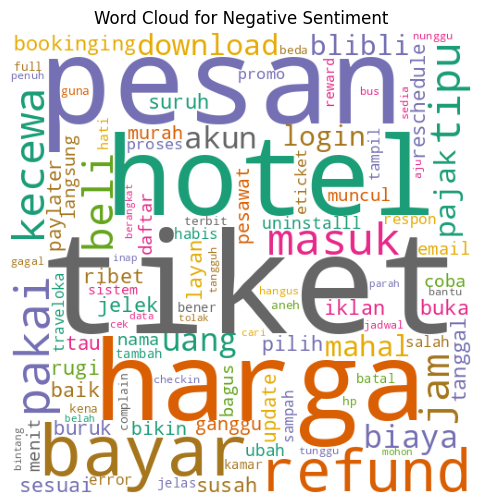 Word Cloud for Negative Sentiment
bookinging download beda blibli nunggu
full promo reward reschedule
penuh pesan bus pajak tipu
guna suruh sedia
kecewa paylater langsung hati murah akun login tampil
proses pesawat eticket muncul aju
beli hotel
berangkat daftar terbit uninstalll respon
habis masuk email
gagal inap tiket
traveloka ribet layan tangguh hangus parah coba
sistem aneh iklan buka bantu
jelek data bener tolak jadwal
pakai tau cek nama uang cari pilih mahal salah tanggal
rugi tambah
baik harga batal jam
kena complain checkin bagus update sampah hp
belah buruk bikin ganggu biaya
bintang menit bayar ubah tunggu mohon
error kamar refund
sesuai jelas susah